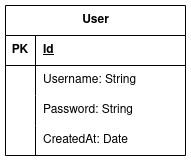 User
PK Id
Username: String
Password: String
CreatedAt: Date